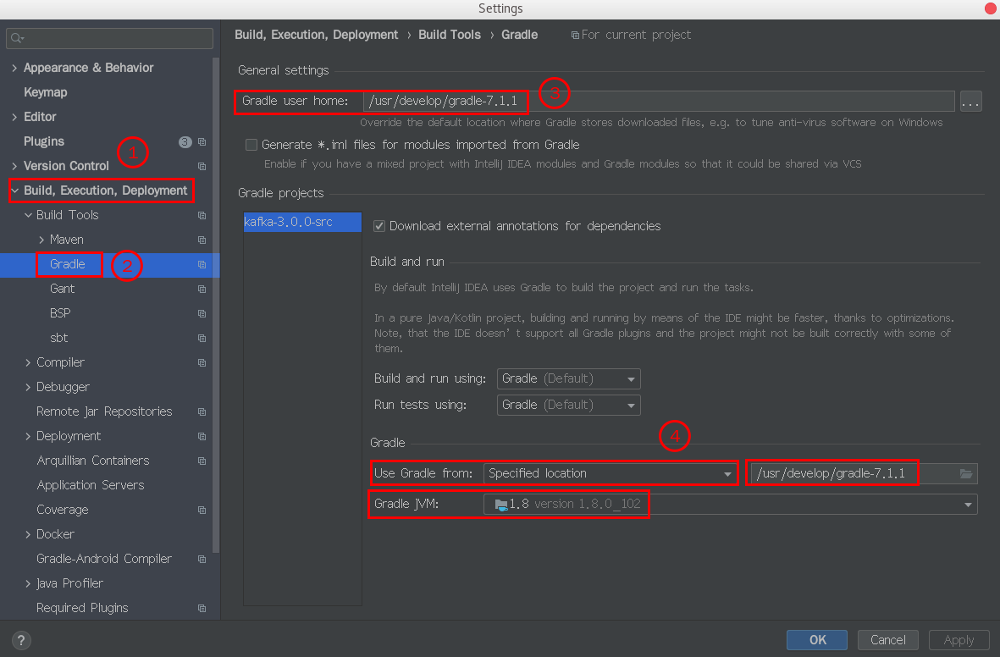 Settings
Appearance & Behavior
Keymap
Editor
Plugins 3
Version Control
Build, Execution, Deployment
Build Tools
Maven
Gradle
Gant
BSP
sbt
Compiler
Debugger
Remote Jar Repositories
Deployment
Arquillian Containers
Application Servers
Coverage
Docker
Gradle-Android Compiler
Java Profiler
Required Plugins
1
2
Build, Execution, Deployment › Build Tools › Gradle For current project
General settings
Gradle user home: /usr/develop/gradle-7.1.1 ...
3
Override the default location where Gradle stores downloaded files, e.g. to tune anti-virus software on Windows
Generate *.iml files for modules imported from Gradle
Enable if you have a mixed project with IntelliJ IDEA modules and Gradle modules so that it could be shared via VCS
Gradle projects
kafka-3.0.0-src
Download external annotations for dependencies
Build and run
By default IntelliJ IDEA uses Gradle to build the project and run the tasks.
In a pure Java/Kotlin project, building and running by means of the IDE might be faster, thanks to optimizations.
Note, that the IDE doesn’t support all Gradle plugins and the project might not be built correctly with some of
them.
Build and run using: Gradle (Default)
Run tests using: Gradle (Default)
4
Gradle
Use Gradle from: Specified location /usr/develop/gradle-7.1.1
Gradle JVM: 1.8 version 1.8.0_102
?
OK Cancel Apply